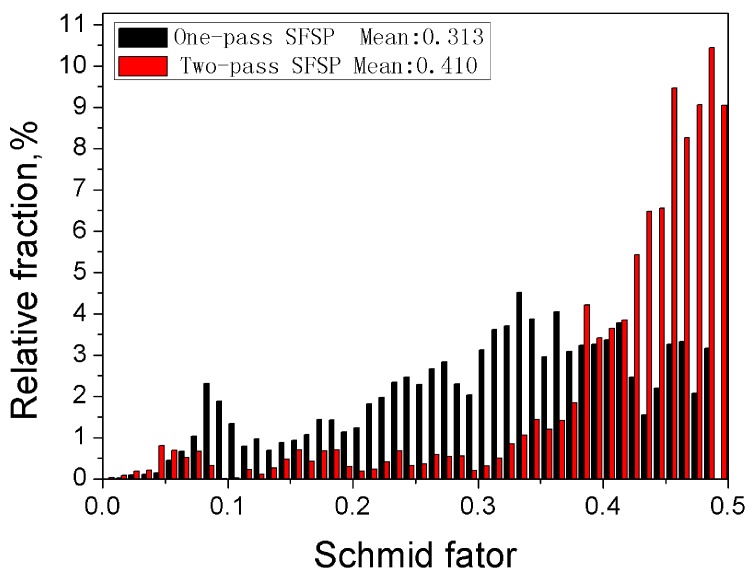 One-pass SFSP Mean:0.313
Two-pass SFSP Mean:0.410
Relative fraction,%
11
10
9
8
7
6
5
4
3
2
1
0
0.0 0.1 0.2 0.3 0.4 0.5
Schmid fator